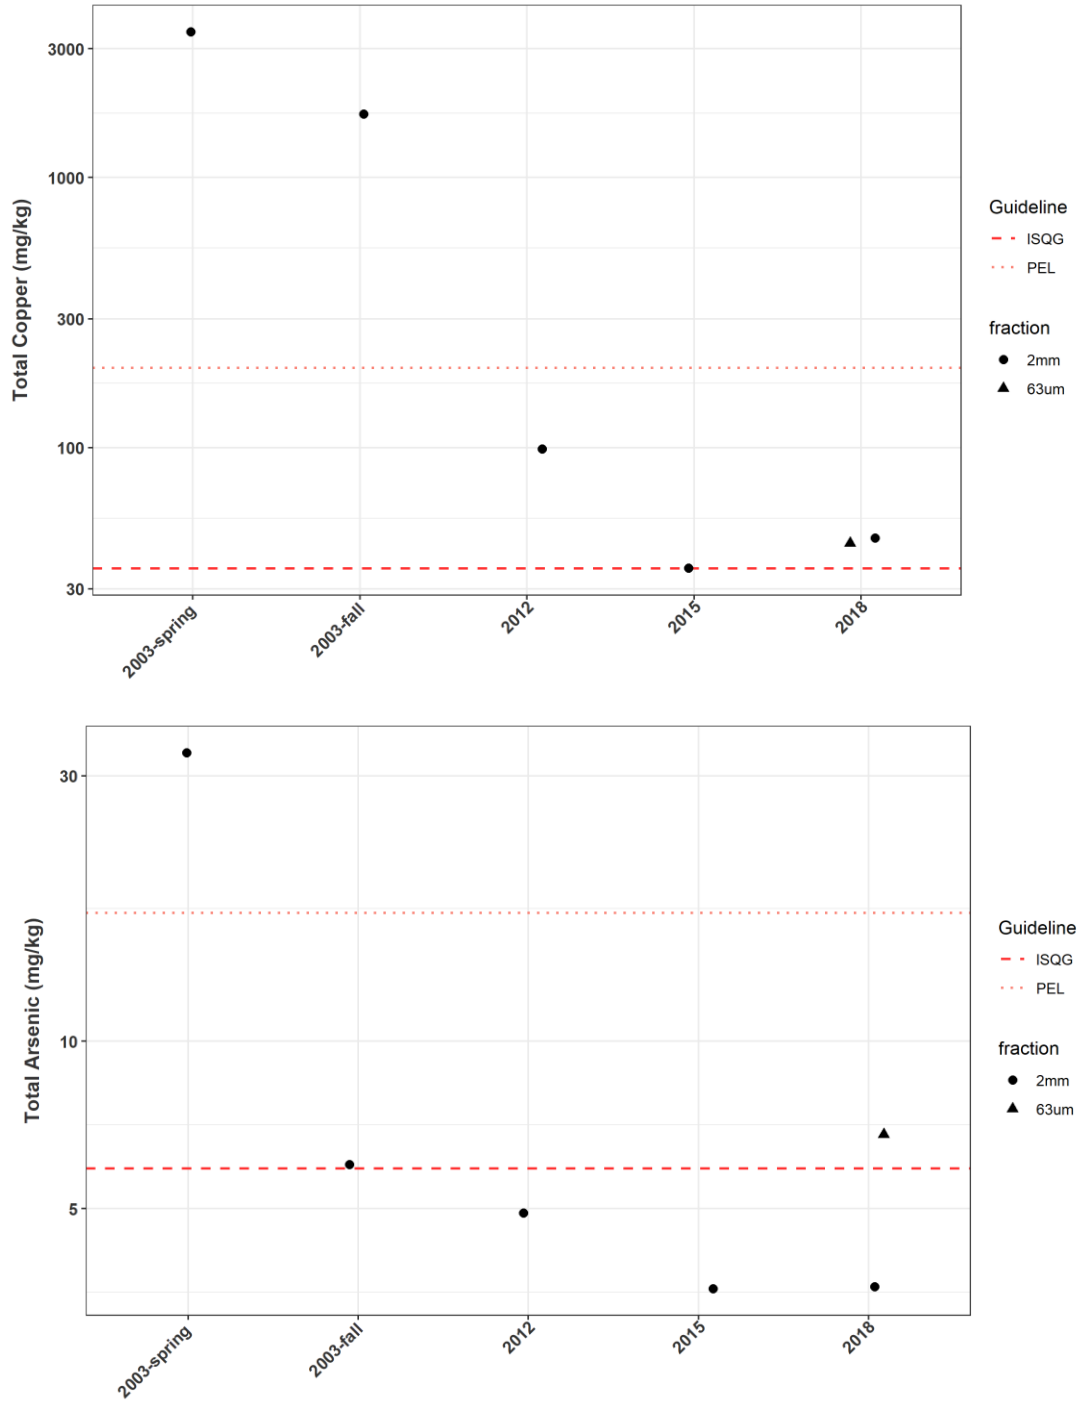 Total Copper (mg/kg)
3000
1000
300
100
30
2003-spring
2003-fall
2012
2015
2018
Guideline
ISQG
PEL
fraction
2mm
63um
Total Arsenic (mg/kg)
30
10
5
2003-spring
2003-fall
2012
2015
2018
Guideline
ISQG
PEL
fraction
2mm
63um